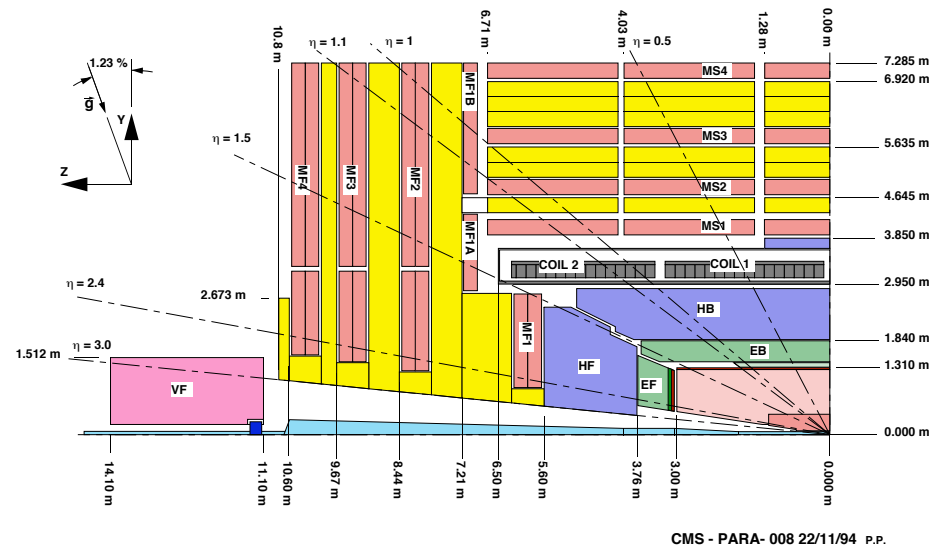 10.8 m
η = 1.1
η = 1
6.71 m
4.03 m
η = 0.5
1.28 m
0.00 m
1.23 %
g
Y
Z
η = 1.5
η = 2.4
η = 3.0
2.673 m
1.512 m
MF4
MF3
MF2
MF1B
MF1A
MF1
MS4
MS3
MS2
MS1
COIL 2
COIL 1
HB
EB
HF
EF
VF
7.285 m
6.920 m
5.635 m
4.645 m
3.850 m
2.950 m
1.840 m
1.310 m
0.000 m
14.10 m
11.10 m
10.60 m
9.67 m
8.44 m
7.21 m
6.50 m
5.60 m
3.76 m
3.00 m
0.000 m
CMS - PARA- 008 22/11/94 P.P.